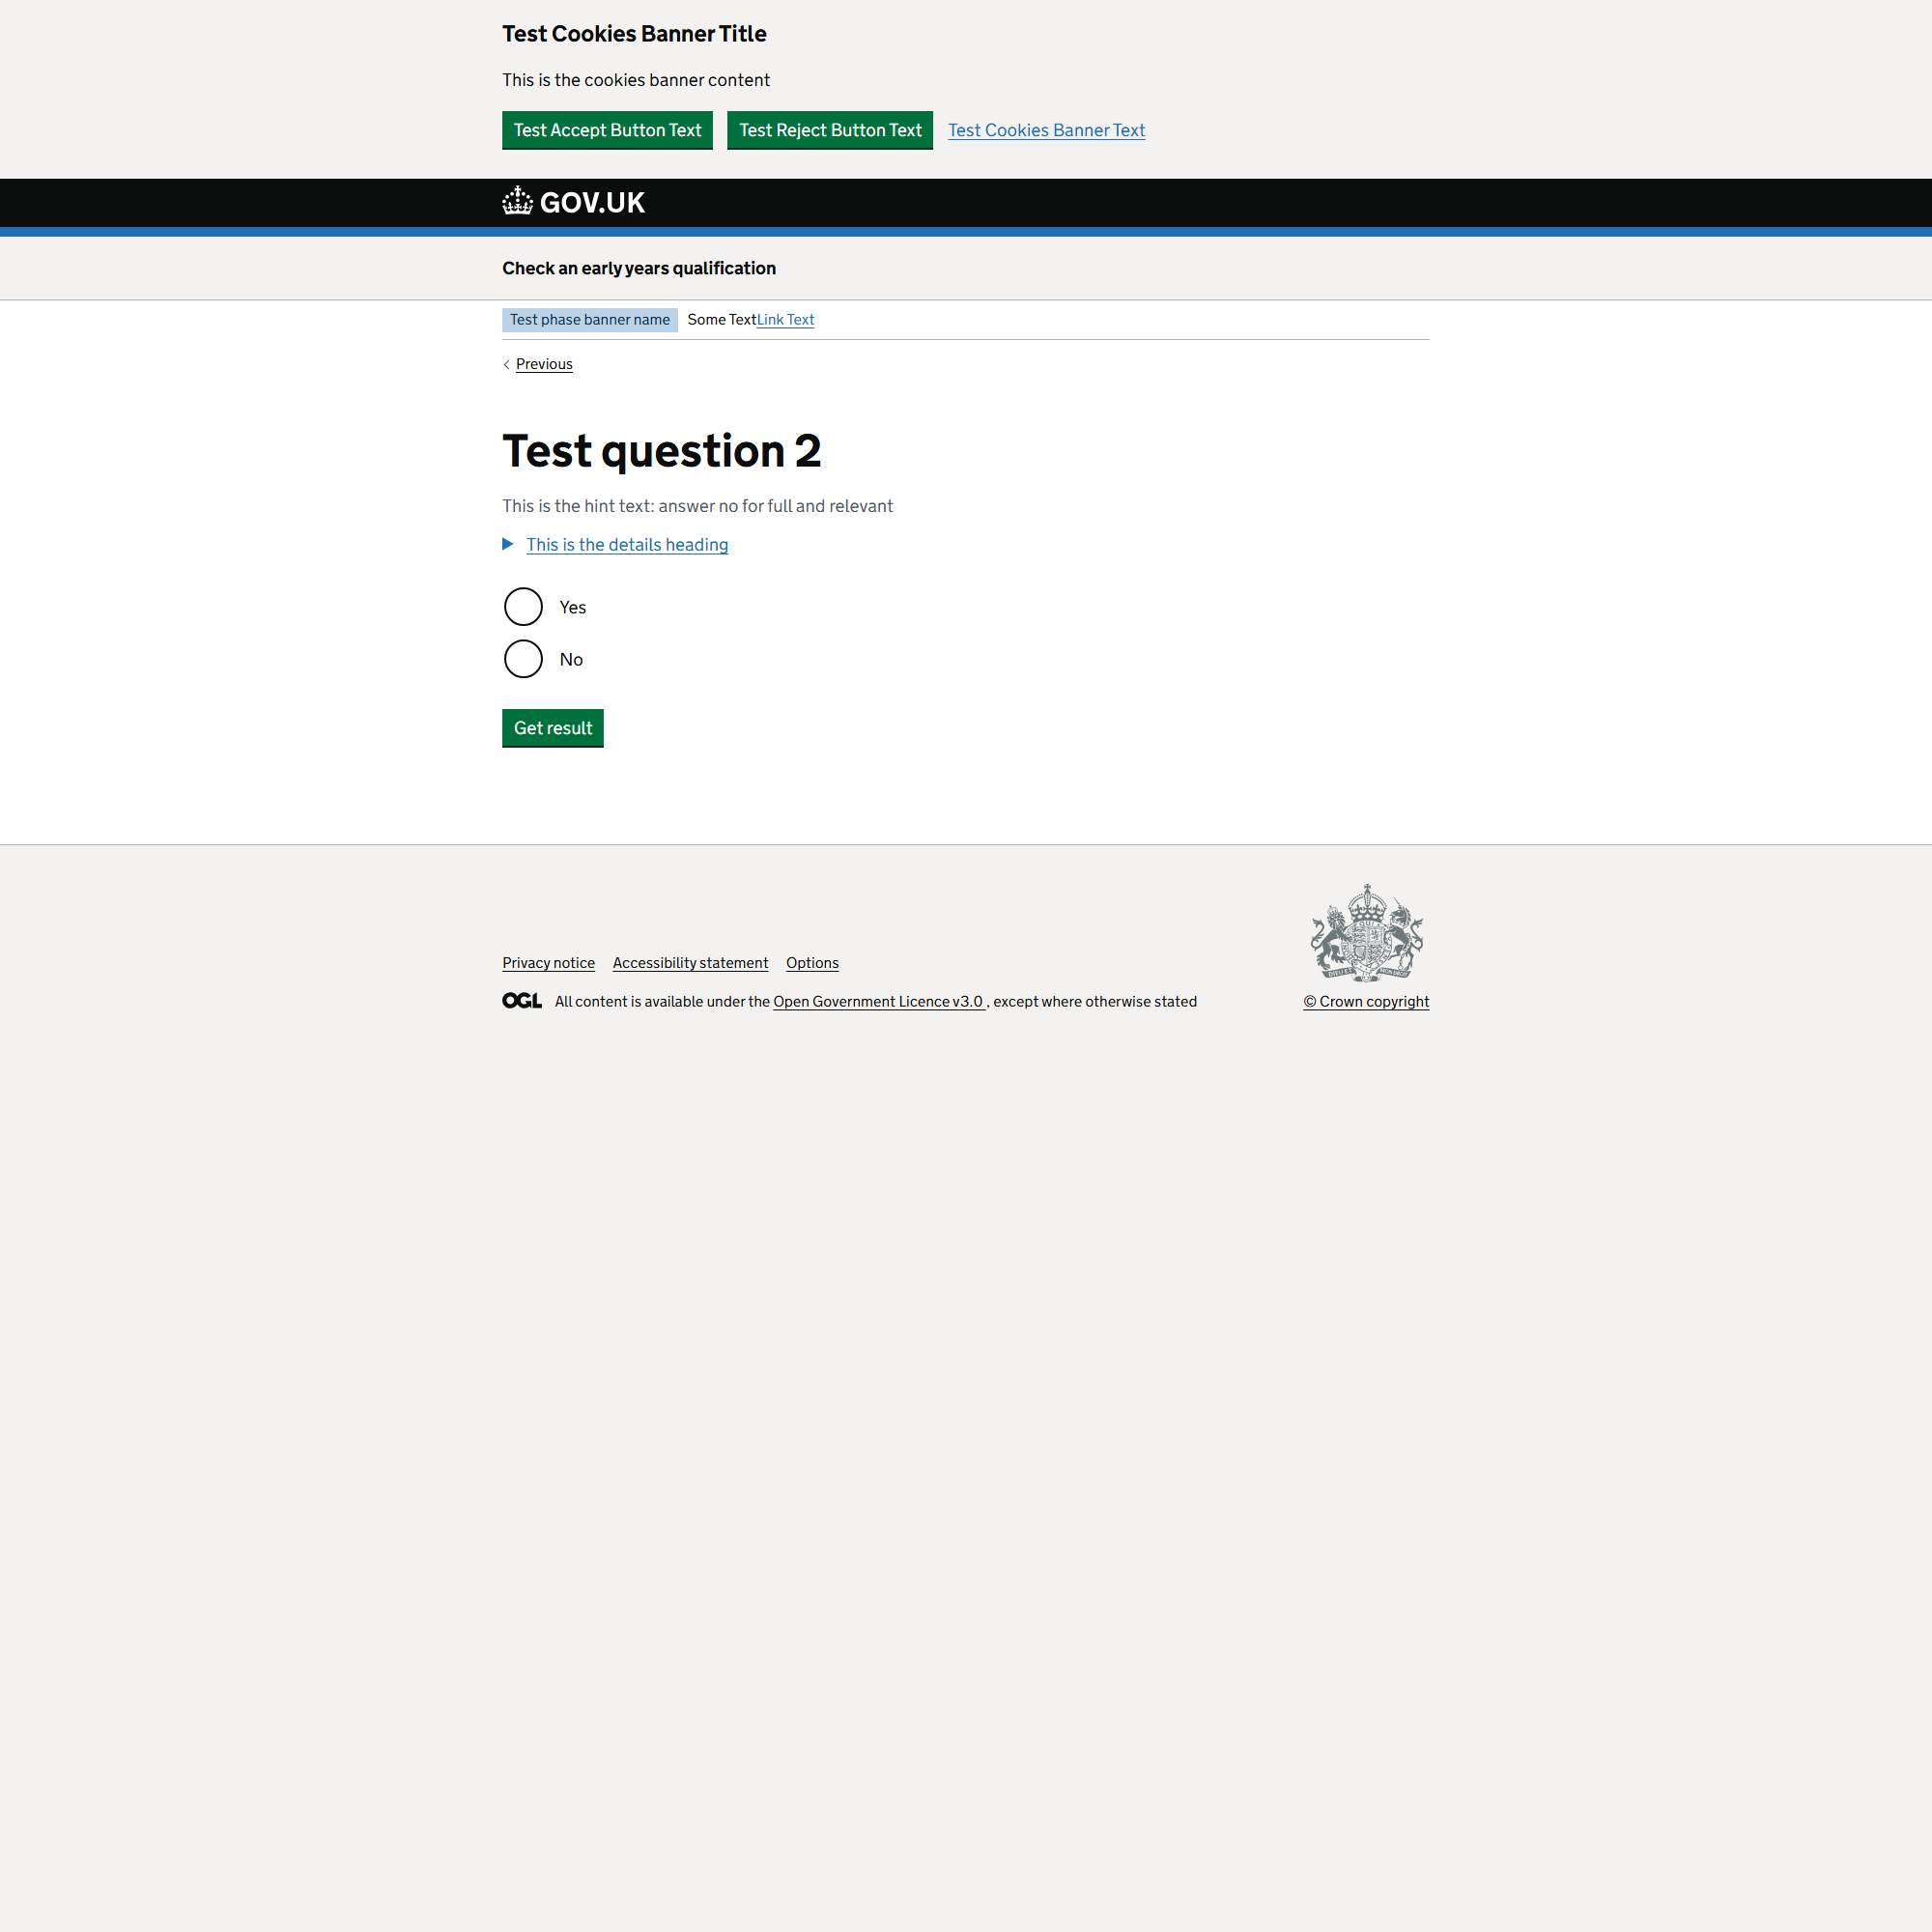 Test Cookies Banner Title
This is the cookies banner content
Test Accept Button Text Test Reject Button Text Test Cookies Banner Text
GOV.UK
Check an early years qualification
Test phase banner name Some TextLink Text
Previous
Test question 2
This is the hint text: answer no for full and relevant
This is the details heading
Yes
No
Get result
Privacy notice Accessibility statement Options
OGL All content is available under the Open Government Licence v3.0 , except where otherwise stated
© Crown copyright